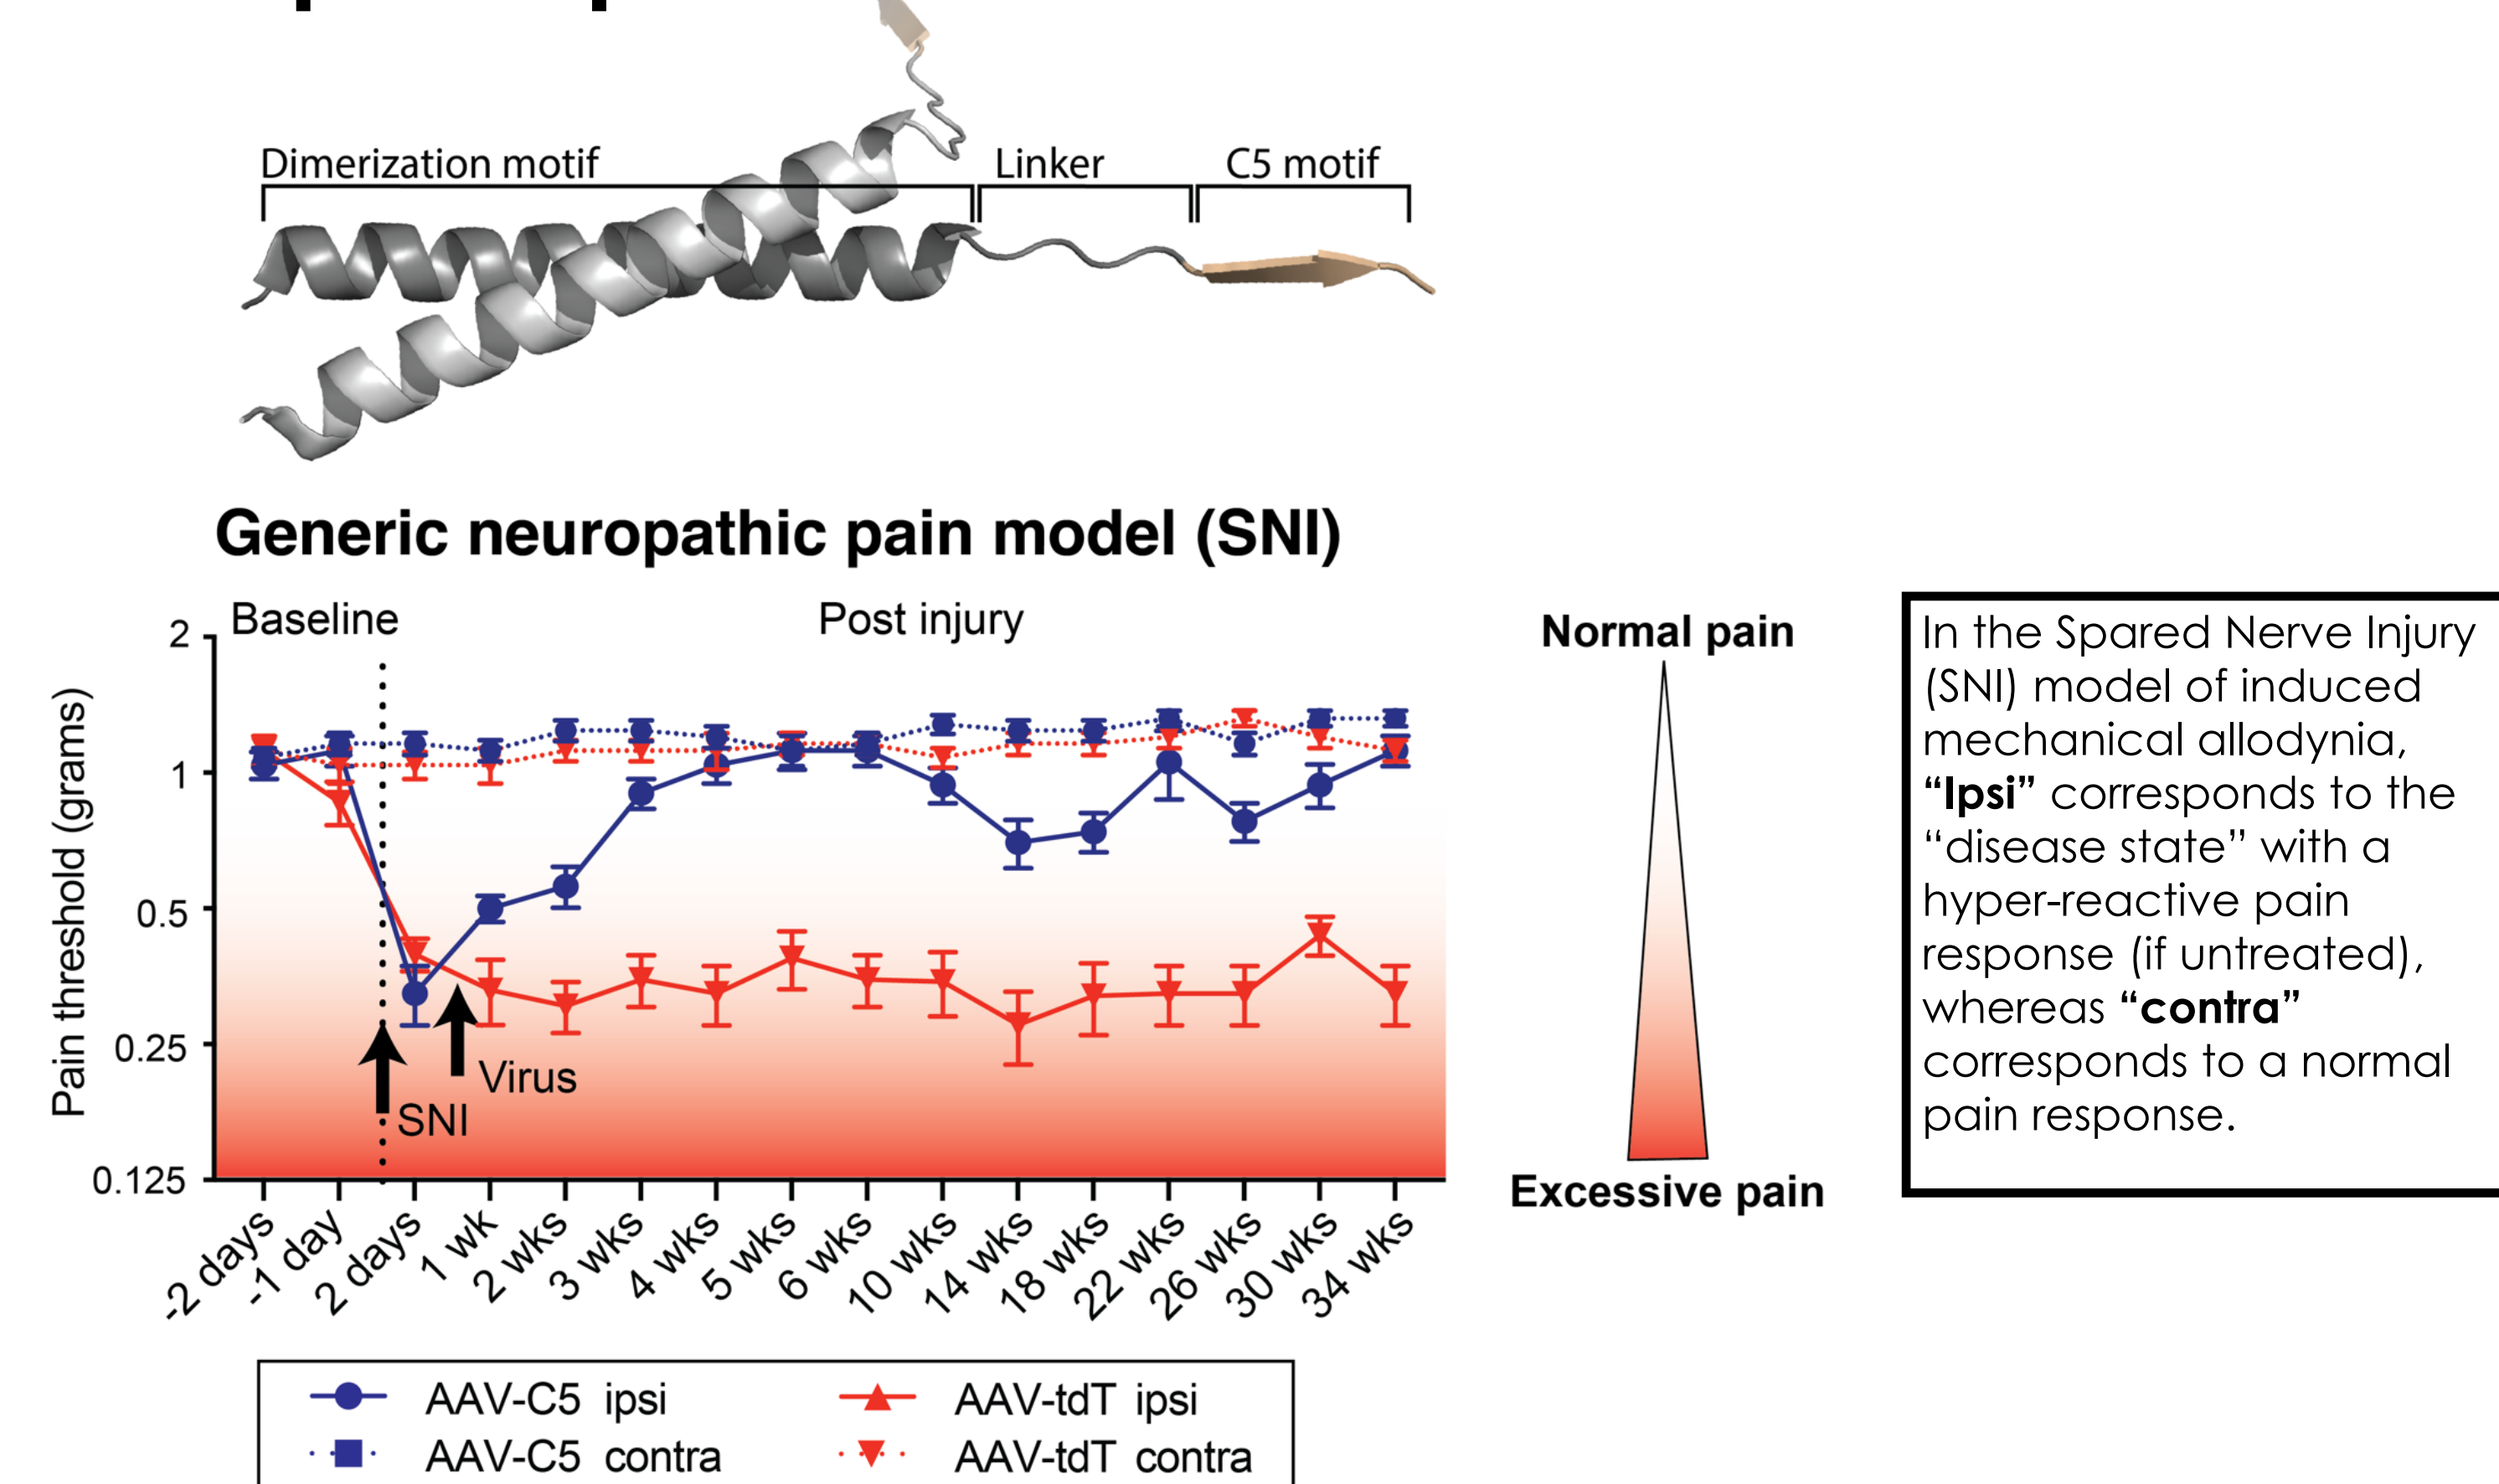 Dimerization motif
Linker
C5 motif
Generic neuropathic pain model (SNI)
Baseline
Post injury
Pain threshold (grams)
2
1
0.5
0.25
0.125
Virus
SNI
-2 days
-1 day
2 days
1 wk
2 wks
3 wks
4 wks
5 wks
6 wks
10 wks
14 wks
18 wks
22 wks
26 wks
30 wks
34 wks
AAV-C5 ipsi
AAV-tdT ipsi
AAV-C5 contra
AAV-tdT contra
Normal pain
Excessive pain
In the Spared Nerve Injury
(SNI) model of induced
mechanical allodynia,
“Ipsi” corresponds to the
“disease state” with a
hyper-reactive pain
response (if untreated),
whereas “contra”
corresponds to a normal
pain response.